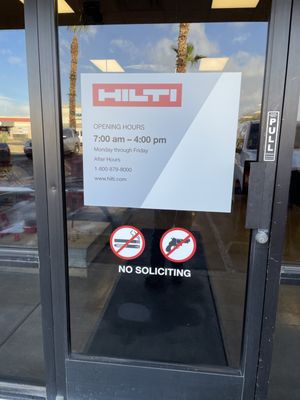 HILTI
OPENING HOURS
7:00 am – 4:00 pm
Monday through Friday
After Hours
1-800-879-8000
www.hilti.com
PULL
NO SOLICITING